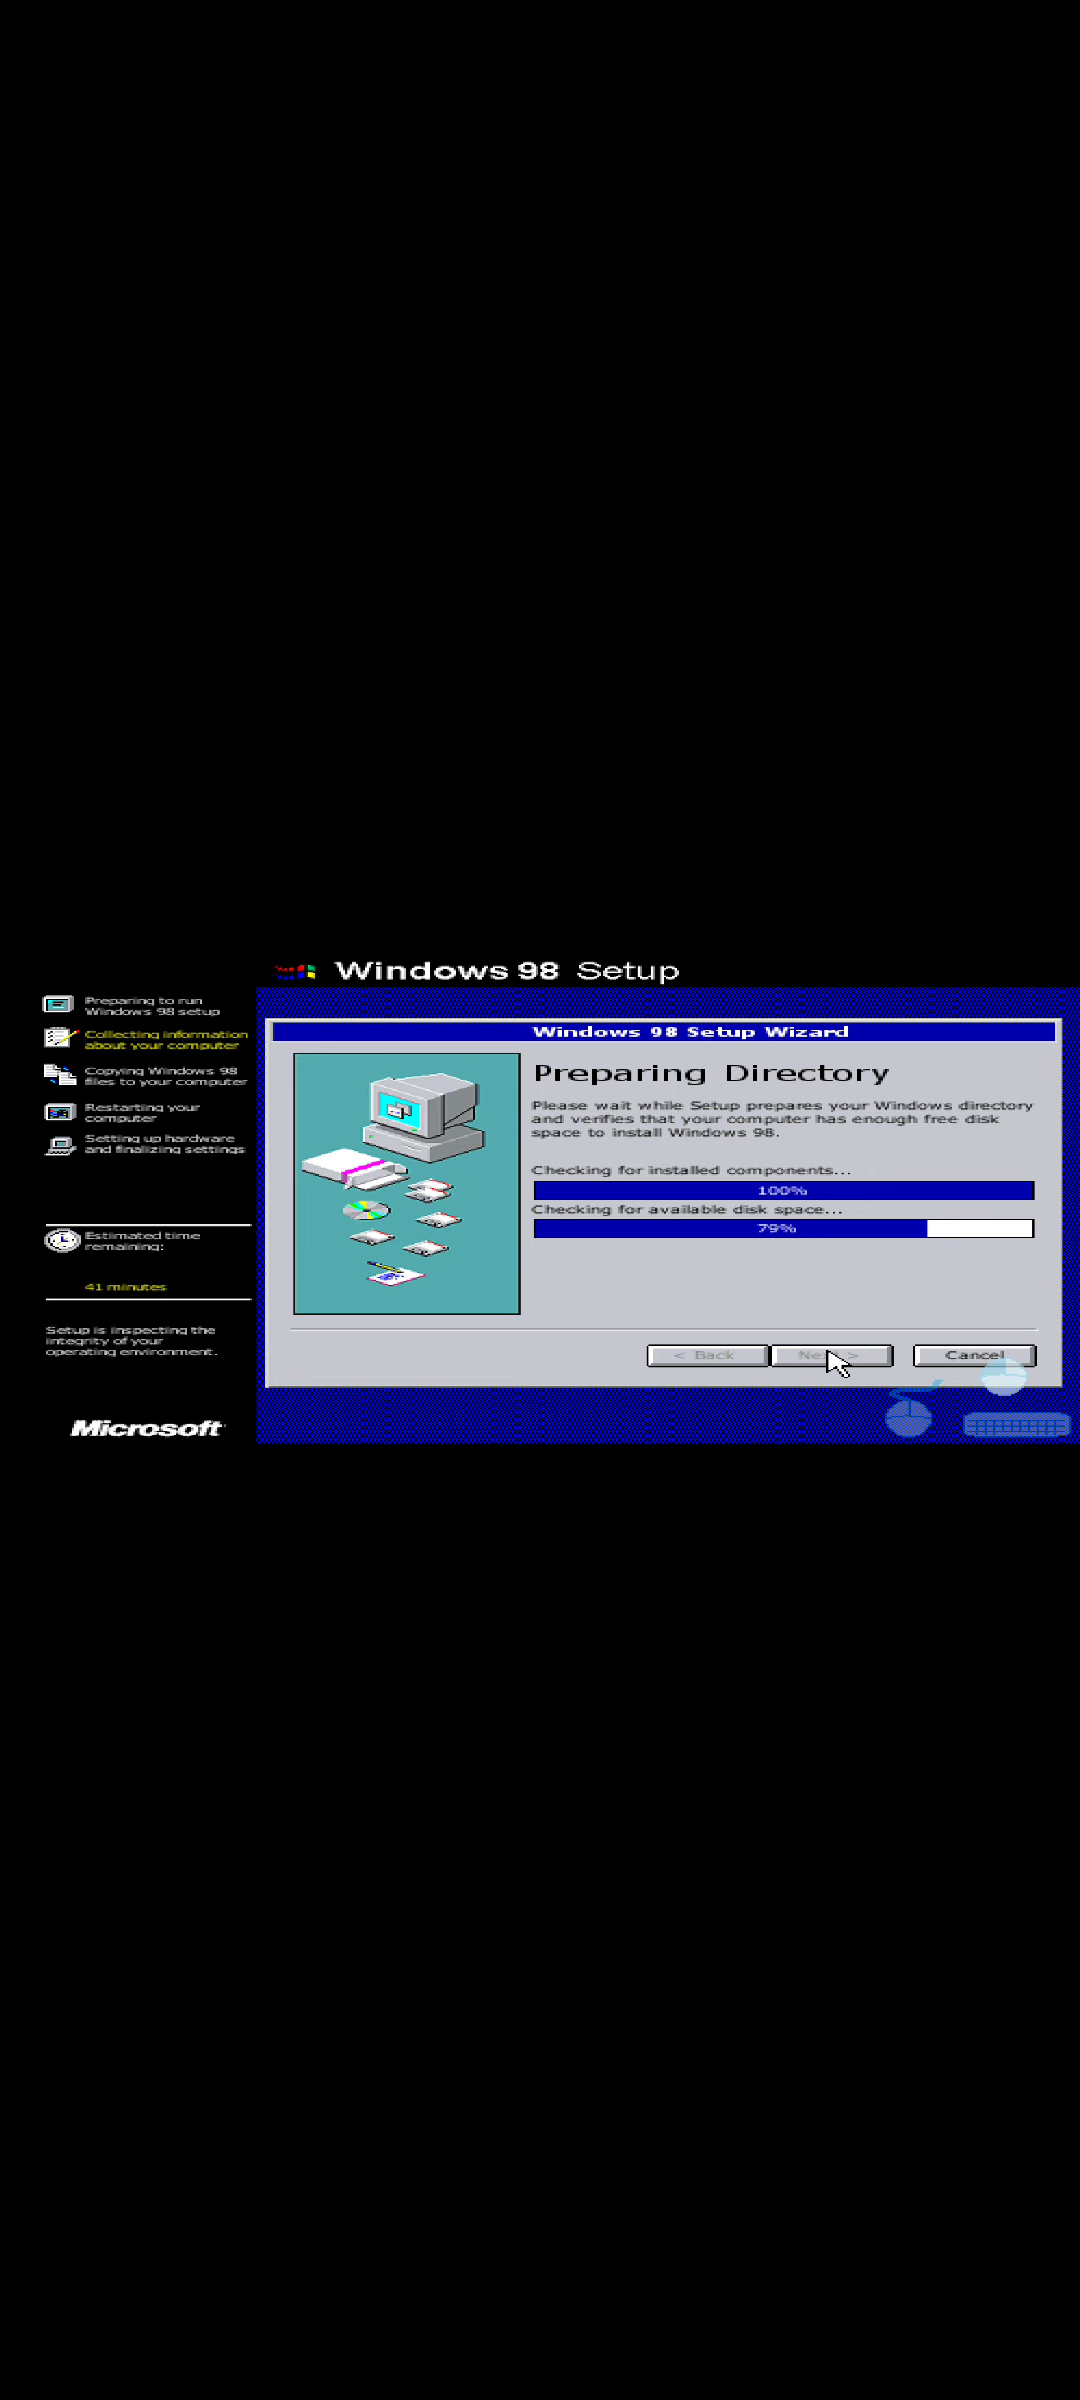 Windows 98 Setup
Preparing to run
Windows 98 setup
Collecting information
about your computer
Copying Windows 98
files to your computer
Restarting your
computer
Setting up hardware
and finalizing settings
Estimated time
remaining:
41 minutes
Setup is inspecting the
integrity of your
operating environment.
Microsoft
Windows 98 Setup Wizard
Preparing Directory
Please wait while Setup prepares your Windows directory
and verifies that your computer has enough free disk
space to install Windows 98.
Checking for installed components...
100%
Checking for available disk space...
79%
< Back
Cancel